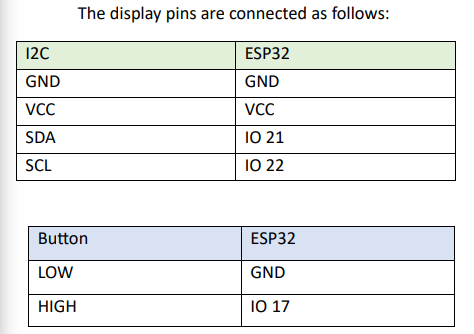 The display pins are connected as follows:
I2C ESP32
GND GND
VCC VCC
SDA IO 21
SCL IO 22
Button ESP32
LOW GND
HIGH IO 17